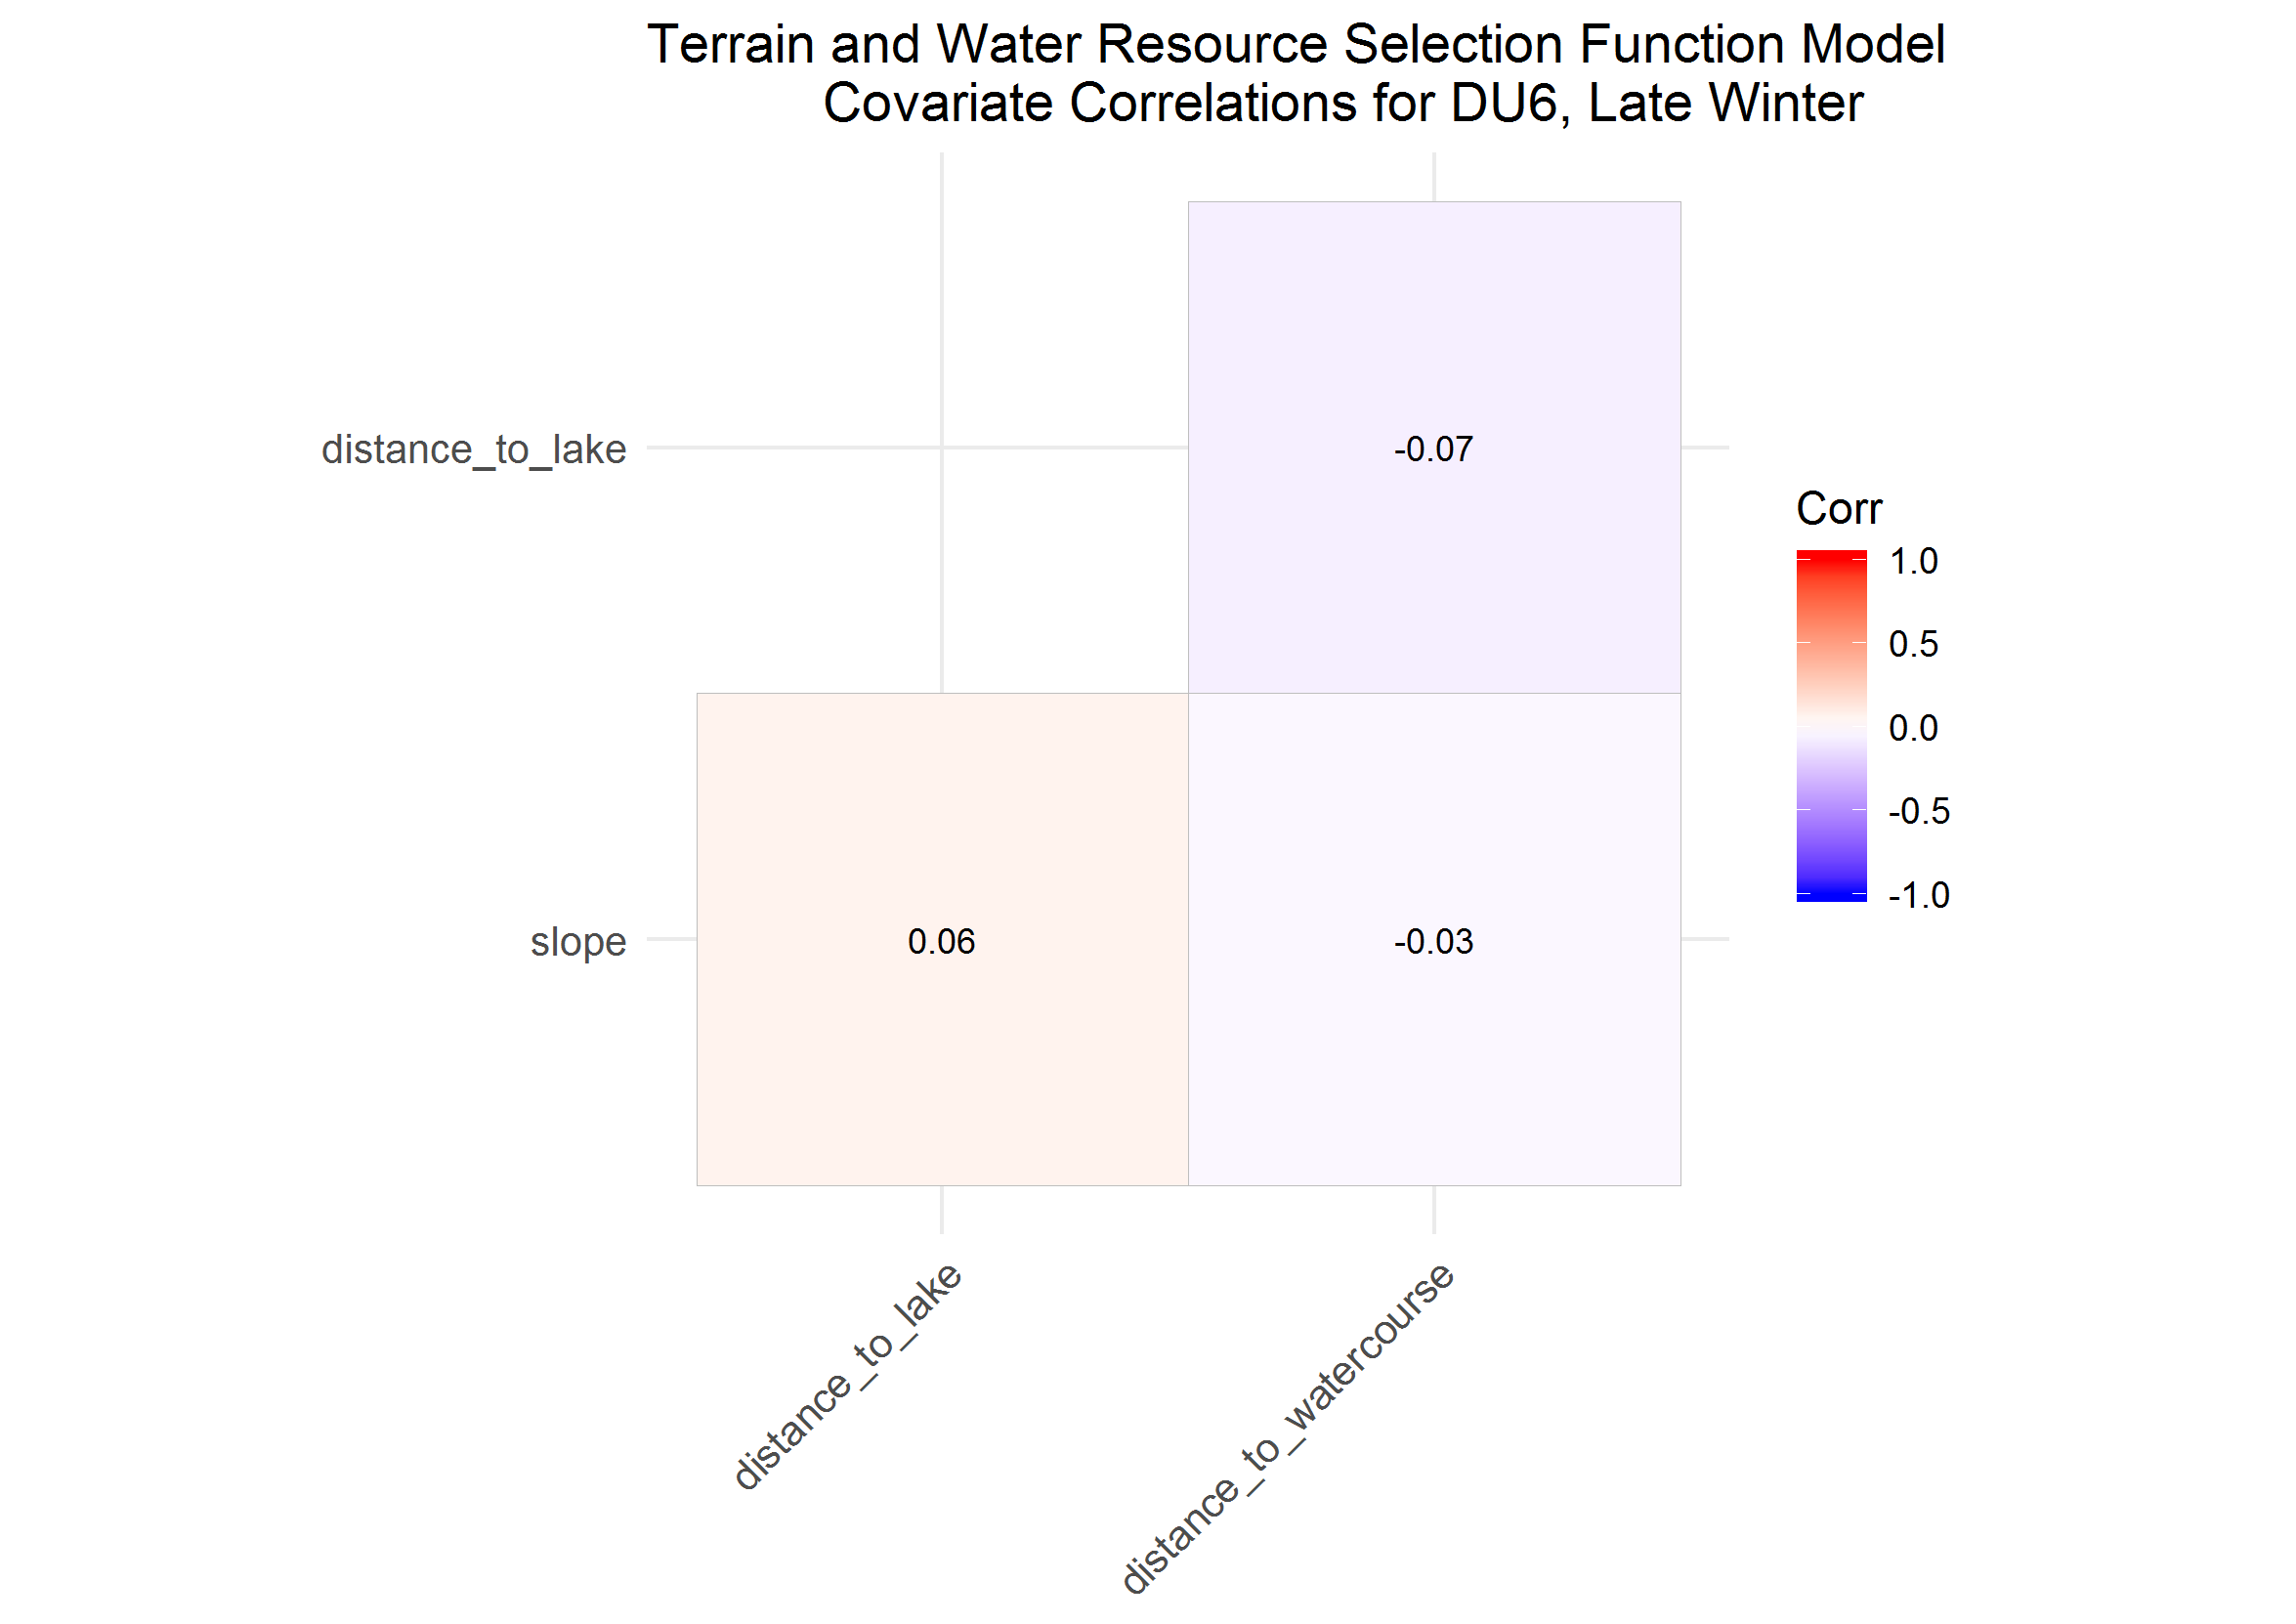 Terrain and Water Resource Selection Function Model
Covariate Correlations for DU6, Late Winter
distance_to_lake
-0.07
slope
0.06
-0.03
distance_to_lake
distance_to_watercourse
Corr
1.0
0.5
0.0
-0.5
-1.0